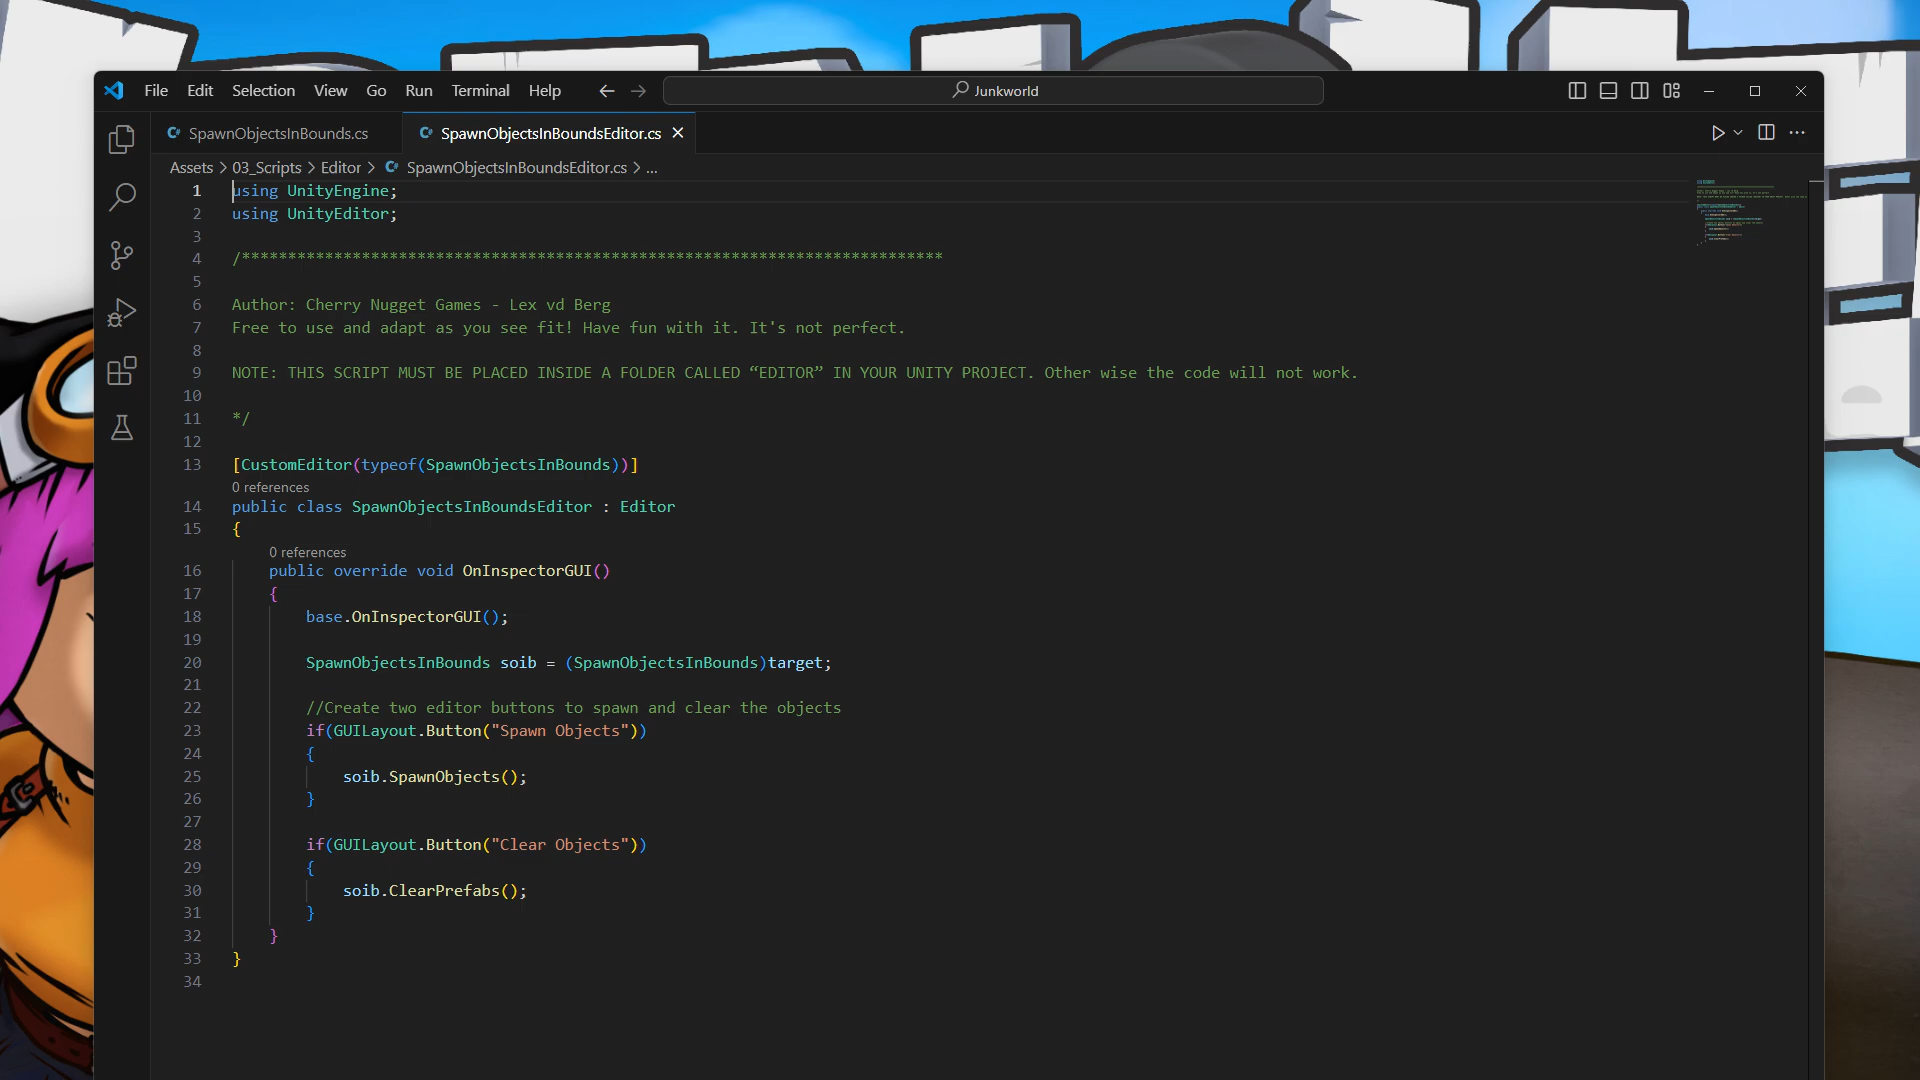 File Edit Selection View Go Run Terminal Help Junkworld
SpawnObjectsInBounds.cs SpawnObjectsInBoundsEditor.cs
Assets > 03_Scripts > Editor > SpawnObjectsInBoundsEditor.cs > ...
1 using UnityEngine;
2 using UnityEditor;
3
4 /****************************************************************************
5
6 Author: Cherry Nugget Games - Lex vd Berg
7 Free to use and adapt as you see fit! Have fun with it. It's not perfect.
8
9 NOTE: THIS SCRIPT MUST BE PLACED INSIDE A FOLDER CALLED “EDITOR” IN YOUR UNITY PROJECT. Other wise the code will not work.
10
11 */
12
13 [CustomEditor(typeof(SpawnObjectsInBounds))]
0 references
14 public class SpawnObjectsInBoundsEditor : Editor
15 {
0 references
16 public override void OnInspectorGUI()
17 {
18 base.OnInspectorGUI();
19
20 SpawnObjectsInBounds soib = (SpawnObjectsInBounds)target;
21
22 //Create two editor buttons to spawn and clear the objects
23 if(GUILayout.Button("Spawn Objects"))
24 {
25 soib.SpawnObjects();
26 }
27
28 if(GUILayout.Button("Clear Objects"))
29 {
30 soib.ClearPrefabs();
31 }
32 }
33 }
34